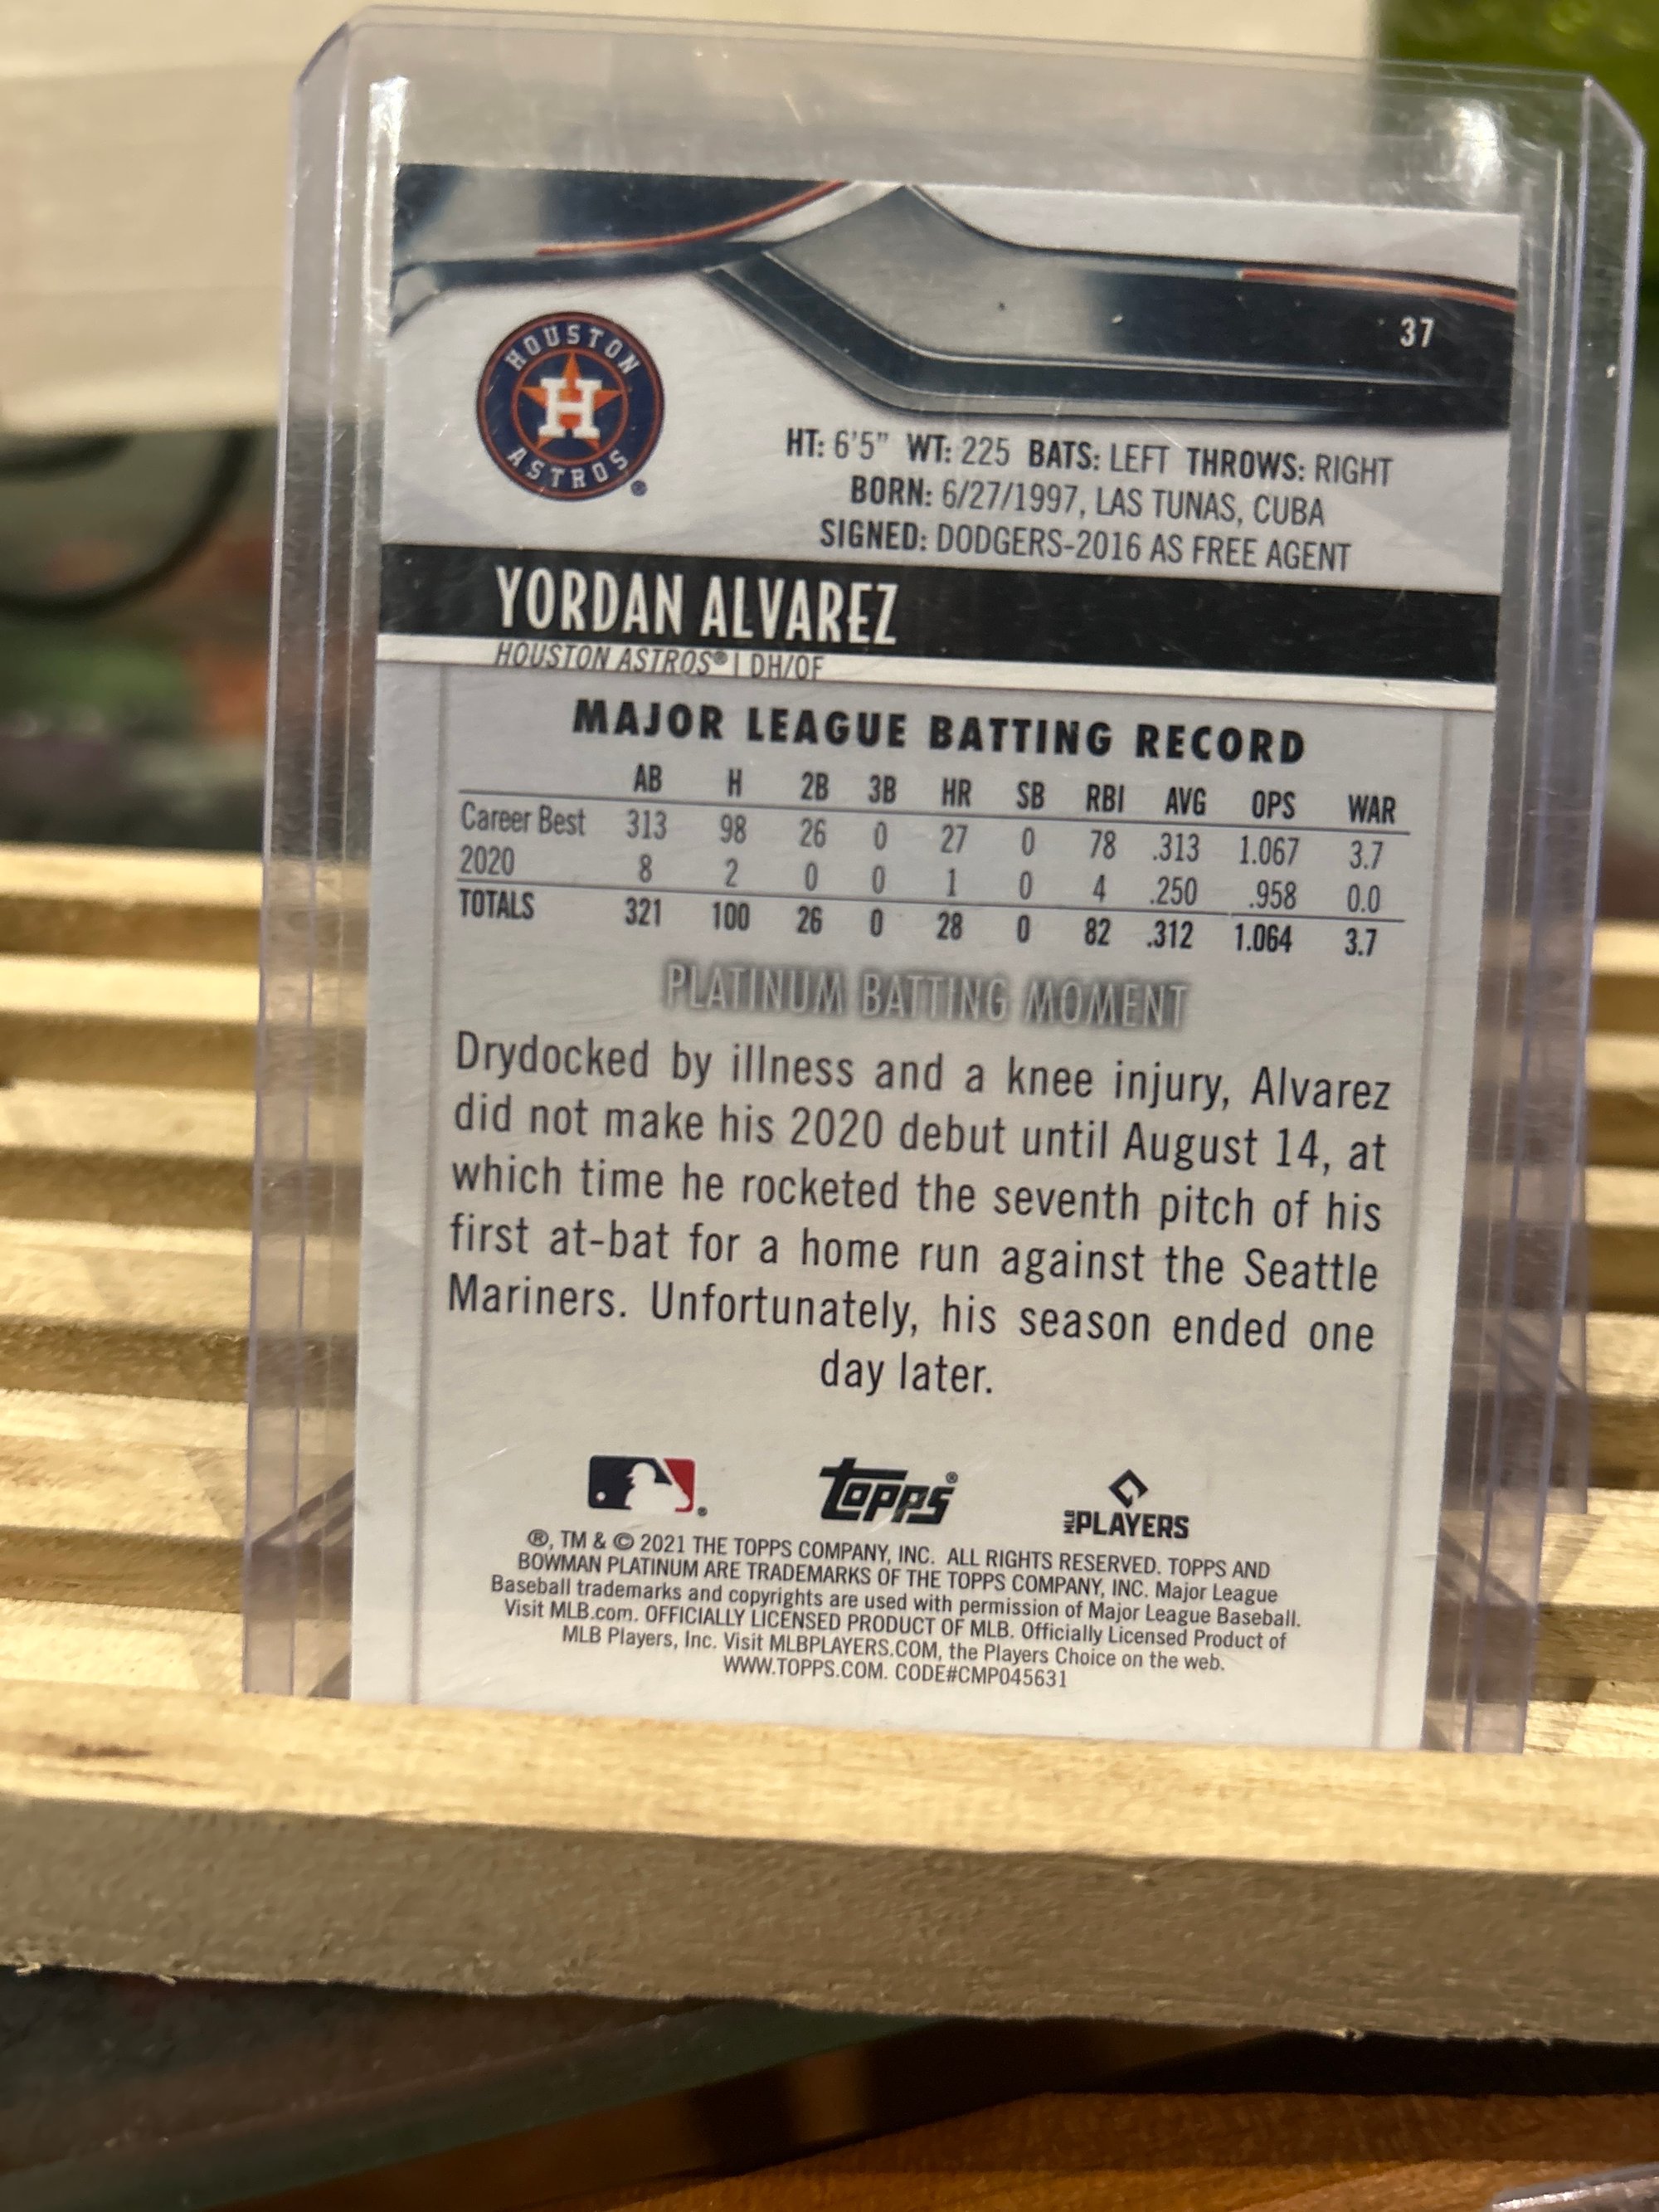 37
HOUSTON
H
ASTROS®
HT: 6'5" WT: 225 BATS: LEFT THROWS: RIGHT
BORN: 6/27/1997, LAS TUNAS, CUBA
SIGNED: DODGERS-2016 AS FREE AGENT
YORDAN ALVAREZ
HOUSTON ASTROS® | DH/OF
MAJOR LEAGUE BATTING RECORD
AB H 2B 3B HR SB RBI AVG OPS WAR
Career Best 313 98 26 0 27 0 78 .313 1.067 3.7
2020 8 2 0 0 1 0 4 .250 .958 0.0
TOTALS 321 100 26 0 28 0 82 .312 1.064 3.7
PLATINUM BATTING MOMENT
Drydocked by illness and a knee injury, Alvarez
did not make his 2020 debut until August 14, at
which time he rocketed the seventh pitch of his
first at-bat for a home run against the Seattle
Mariners. Unfortunately, his season ended one
day later.
topps®
MLB PLAYERS
®, TM & © 2021 THE TOPPS COMPANY, INC. ALL RIGHTS RESERVED. TOPPS AND
BOWMAN PLATINUM ARE TRADEMARKS OF THE TOPPS COMPANY, INC. Major League
Baseball trademarks and copyrights are used with permission of Major League Baseball.
Visit MLB.com. OFFICIALLY LICENSED PRODUCT OF MLB. Officially Licensed Product of
MLB Players, Inc. Visit MLBPLAYERS.COM, the Players Choice on the web.
WWW.TOPPS.COM. CODE#CMP045631